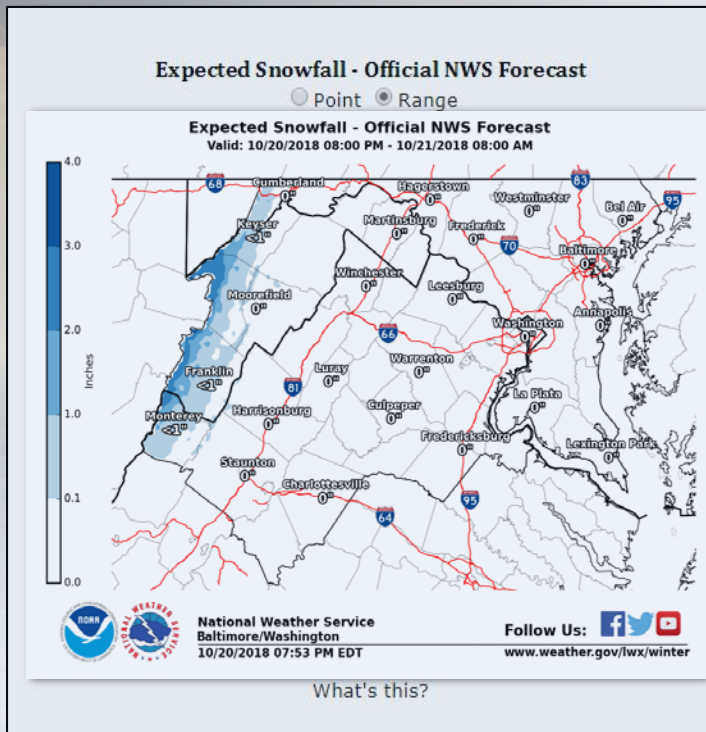 Expected Snowfall - Official NWS Forecast
Point Range
Expected Snowfall - Official NWS Forecast
Valid: 10/20/2018 08:00 PM - 10/21/2018 08:00 AM
4.0
3.0
2.0
1.0
0.1
0.0
Inches
68
Cumberland
0"
Hagerstown
0"
83
Westminster
0"
Bel Air
0"
95
Keyser
<1"
Martinsburg
0"
Frederick
0"
70
Baltimore
0"
Winchester
0"
Leesburg
0"
Moorefield
0"
Annapolis
0"
Washington
0"
66
Franklin
<1"
Luray
0"
Warrenton
0"
81
La Plata
0"
Monterey
<1"
Harrisonburg
0"
Culpeper
0"
Fredericksburg
0"
Lexington Park
0"
Staunton
0"
Charlottesville
0"
95
64
NOAA
NATIONAL WEATHER SERVICE
National Weather Service
Baltimore/Washington
10/20/2018 07:53 PM EDT
Follow Us:
www.weather.gov/lwx/winter
What's this?